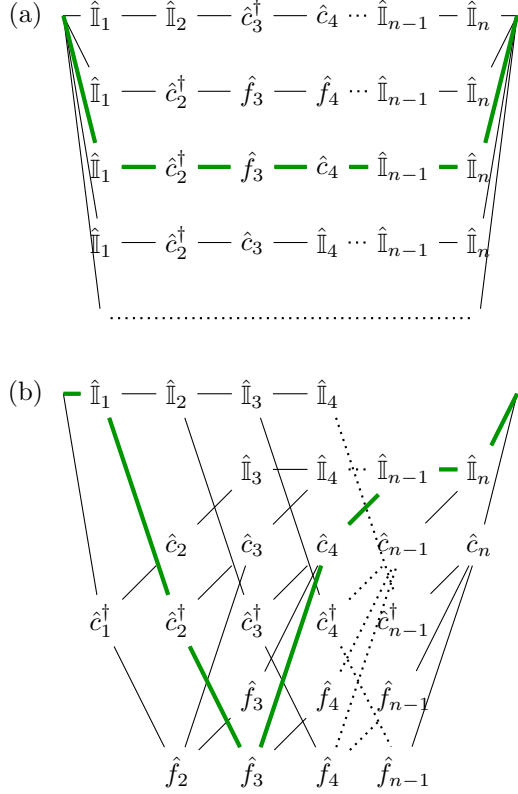 (a) 𝕀̂₁ 𝕀̂₂ ĉ₃† ĉ₄ ⋯ 𝕀̂ₙ₋₁ 𝕀̂ₙ
𝕀̂₁ ĉ₂† f̂₃ f̂₄ ⋯ 𝕀̂ₙ₋₁ 𝕀̂ₙ
𝕀̂₁ ĉ₂† f̂₃ ĉ₄ 𝕀̂ₙ₋₁ 𝕀̂ₙ
𝕀̂₁ ĉ₂† ĉ₃ 𝕀̂₄ ⋯ 𝕀̂ₙ₋₁ 𝕀̂ₙ
(b) 𝕀̂₁ 𝕀̂₂ 𝕀̂₃ 𝕀̂₄
𝕀̂₃ 𝕀̂₄ 𝕀̂ₙ₋₁ 𝕀̂ₙ
ĉ₂ ĉ₃ ĉ₄ ĉₙ₋₁ ĉₙ
ĉ₁† ĉ₂† ĉ₃† ĉ₄† ĉₙ₋₁†
f̂₃ f̂₄ f̂ₙ₋₁
f̂₂ f̂₃ f̂₄ f̂ₙ₋₁